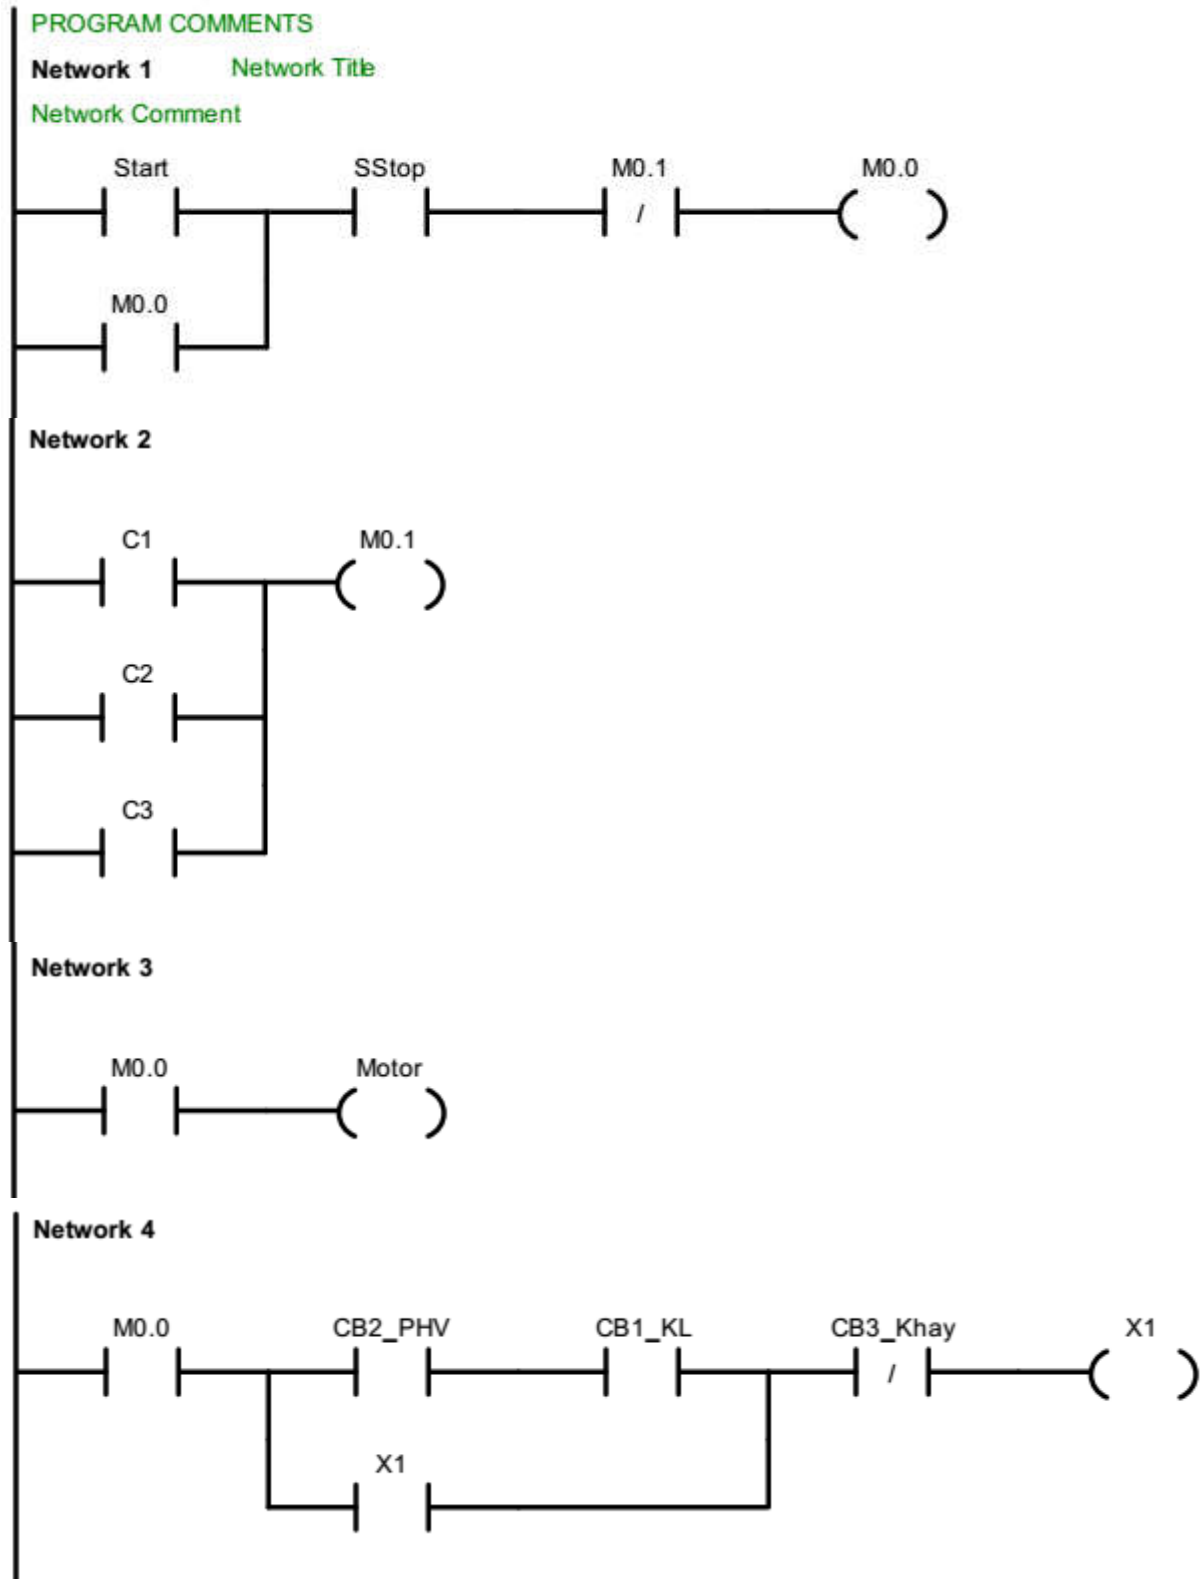 PROGRAM COMMENTS
Network 1 Network Title
Network Comment
Start SStop M0.1 M0.0
/
M0.0
Network 2
C1 M0.1
C2
C3
Network 3
M0.0 Motor
Network 4
M0.0 CB2_PHV CB1_KL CB3_Khay X1
/
X1